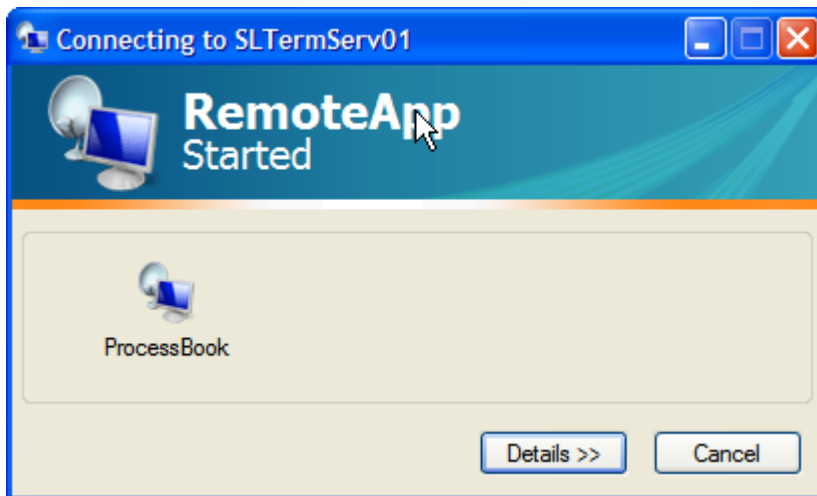 Connecting to SLTermServ01
RemoteApp
Started
ProcessBook
Details >>
Cancel